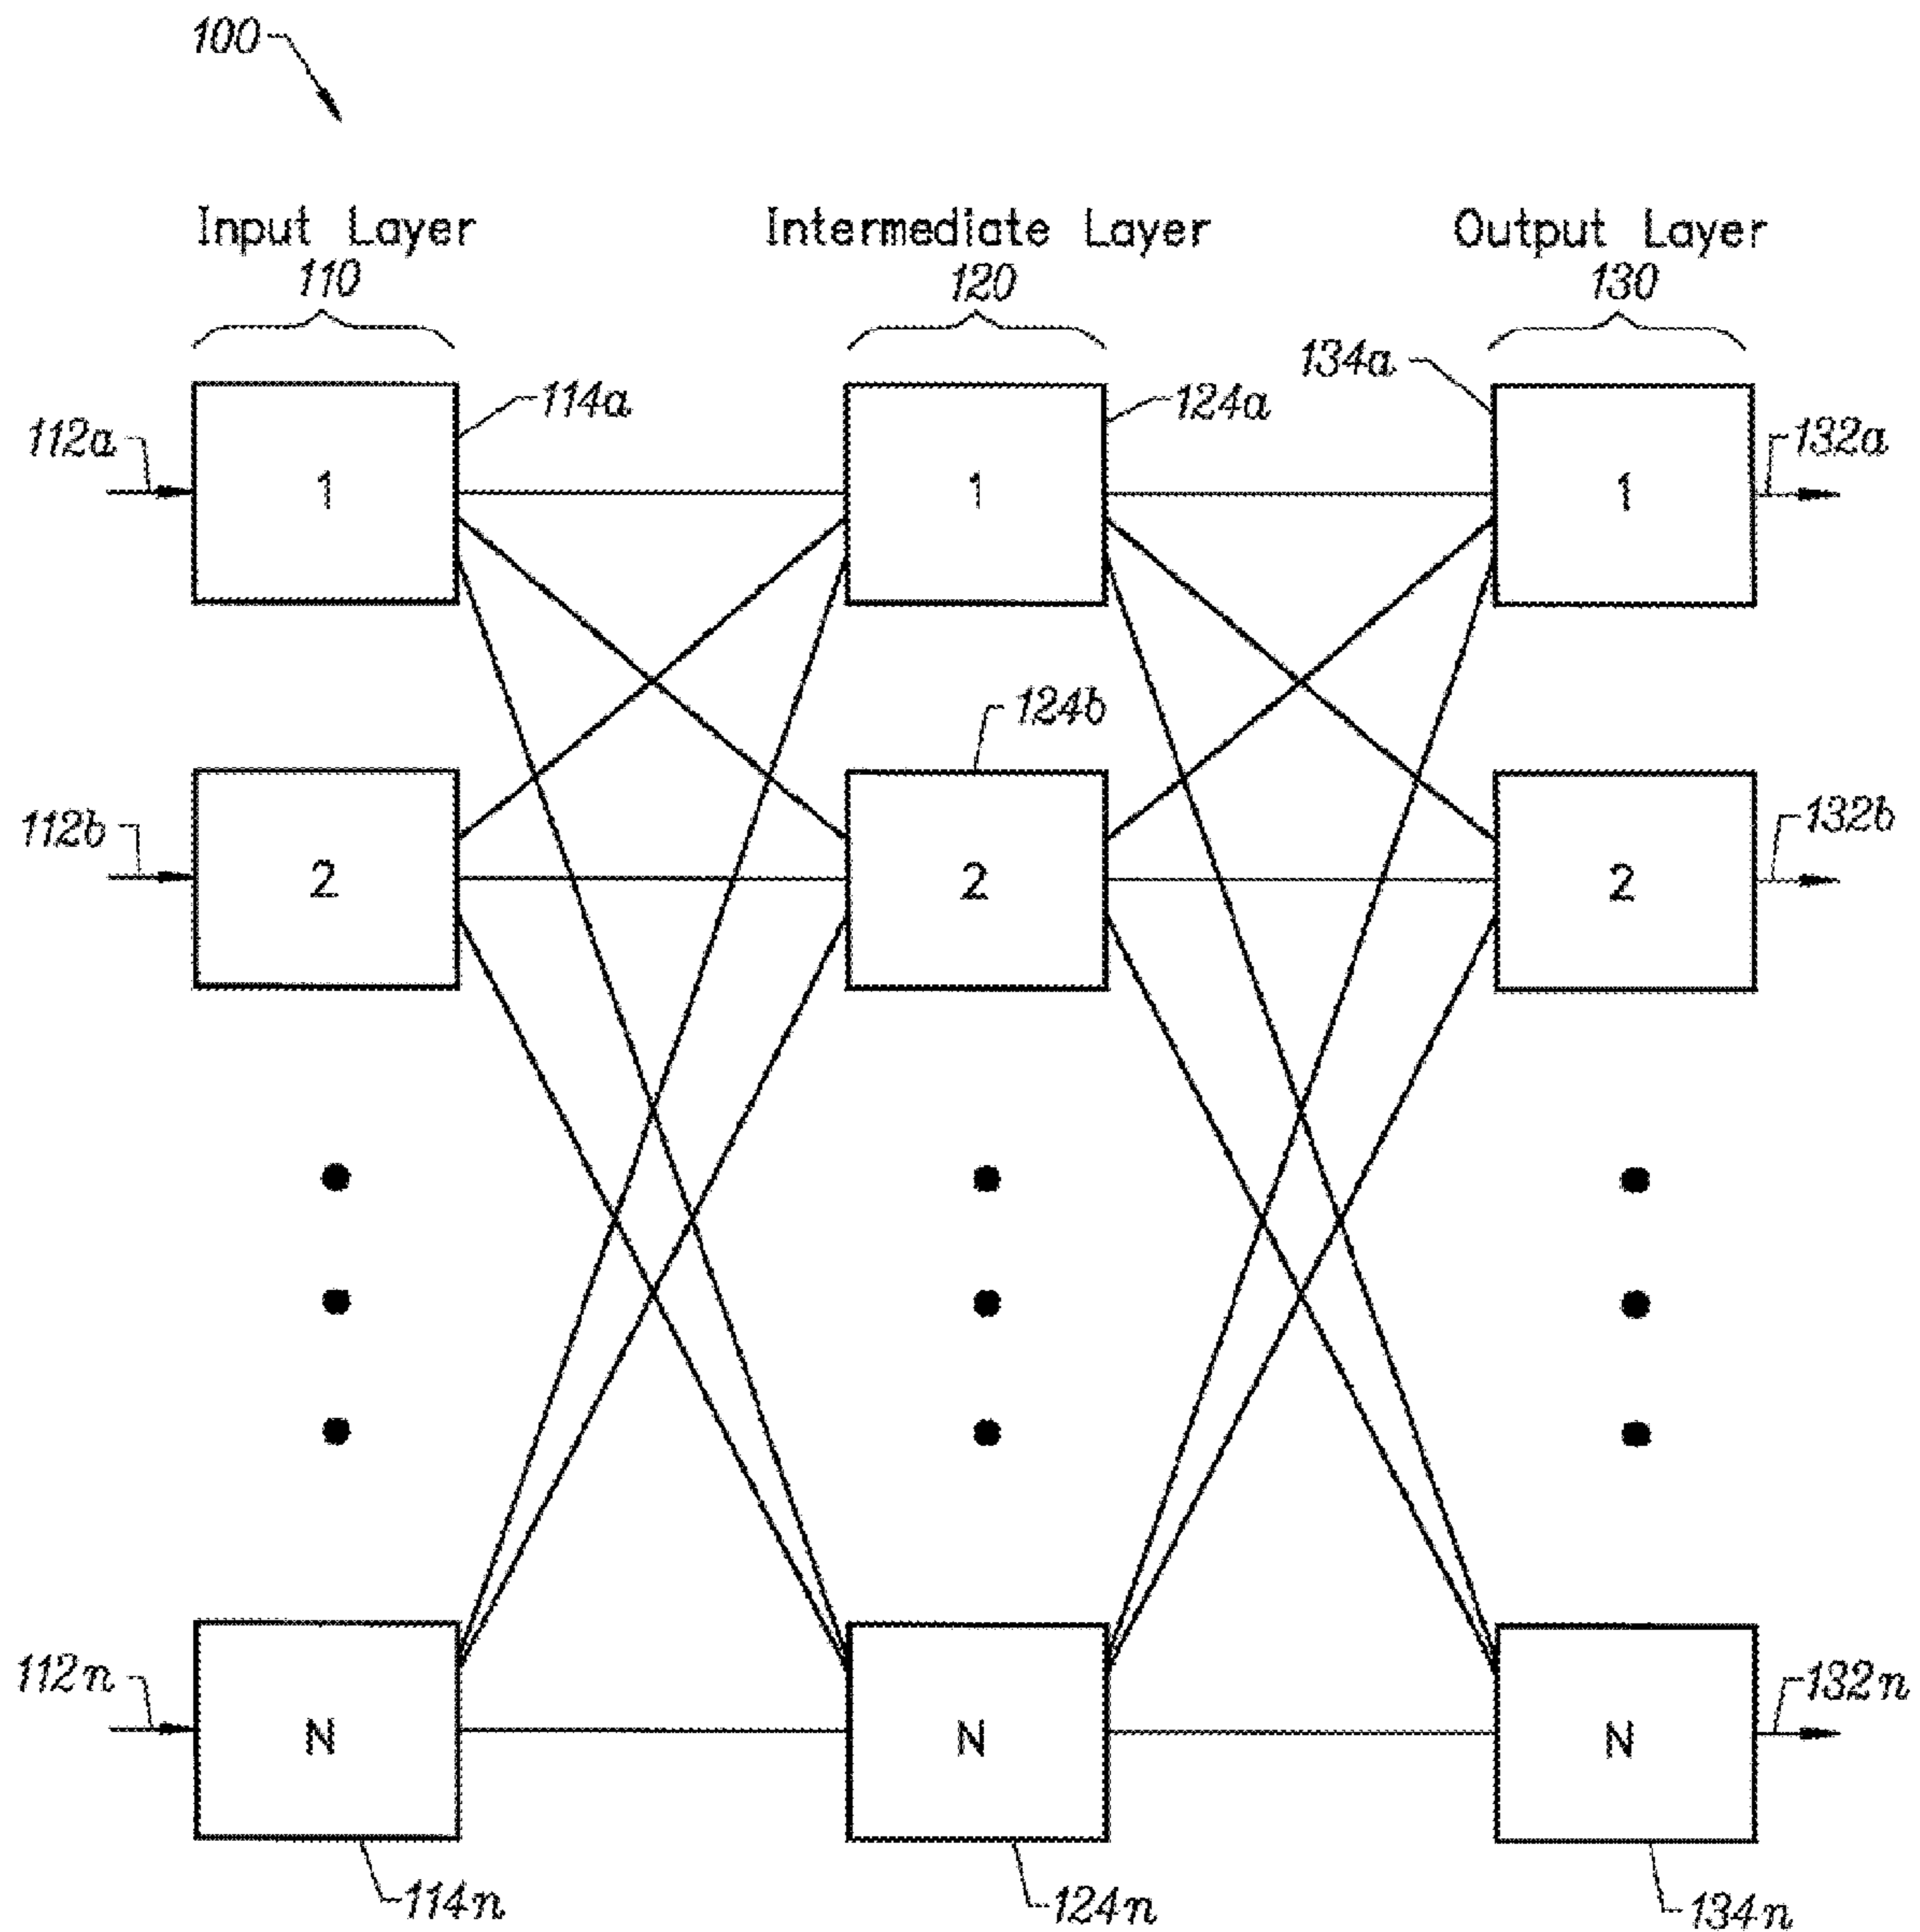 100
Input Layer
110
Intermediate Layer
120
Output Layer
130
114a
124a
134a
112a
132a
1
1
1
124b
112b
132b
2
2
2
112n
132n
N
N
N
114n
124n
134n